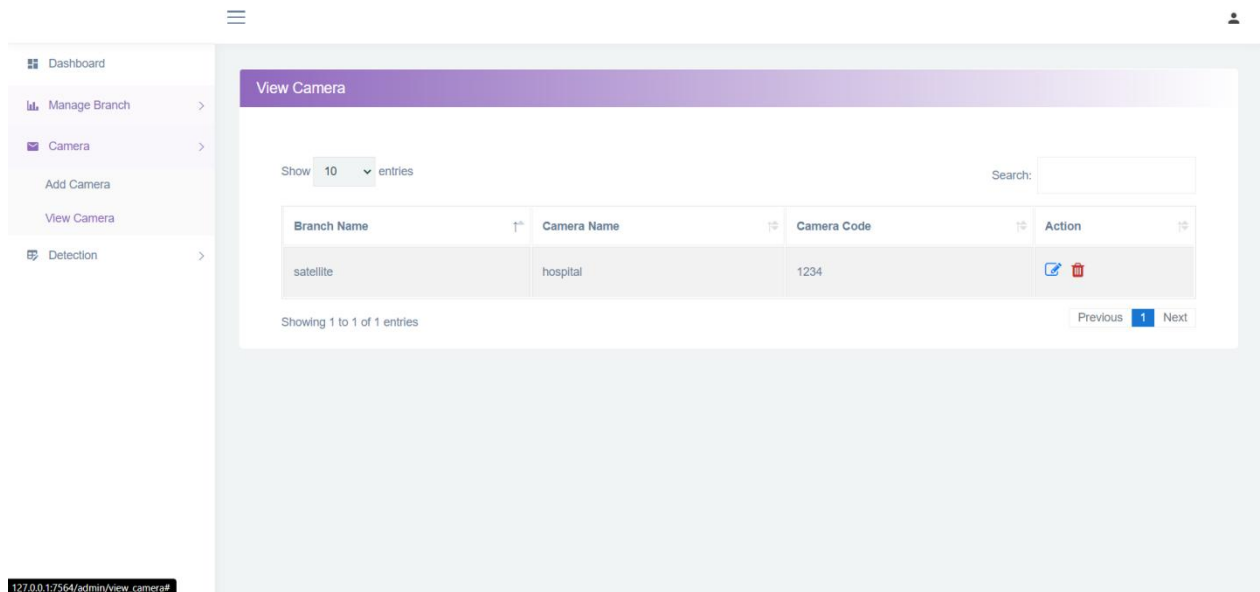 Dashboard
Manage Branch
Camera
Add Camera
View Camera
Detection
View Camera
Show 10 entries
Search:
Branch Name Camera Name Camera Code Action
satellite hospital 1234
Showing 1 to 1 of 1 entries
Previous 1 Next
127.0.0.1:7564/admin/view_camera#